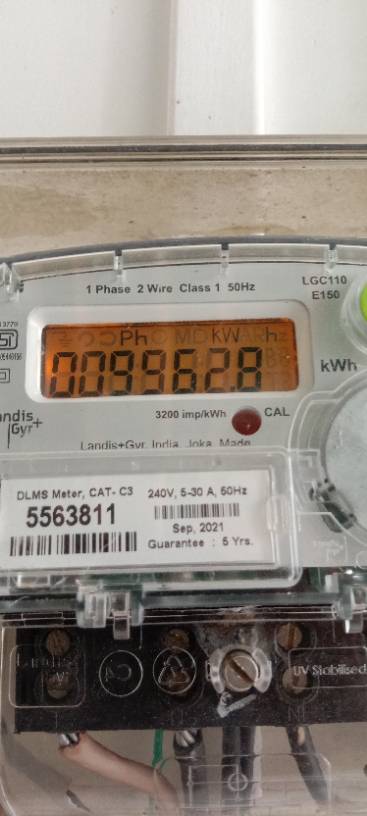 1 Phase 2 Wire Class 1 50Hz
LGC110
E150
Ph MD KWARhz
0099628
kWh
3200 imp/kWh
CAL
Landis+Gyr, India, Joka, Made
DLMS Meter, CAT- C3
240V, 5-30 A, 50Hz
5563811
Sep, 2021
Guarantee : 5 Yrs.
UV Stabilised